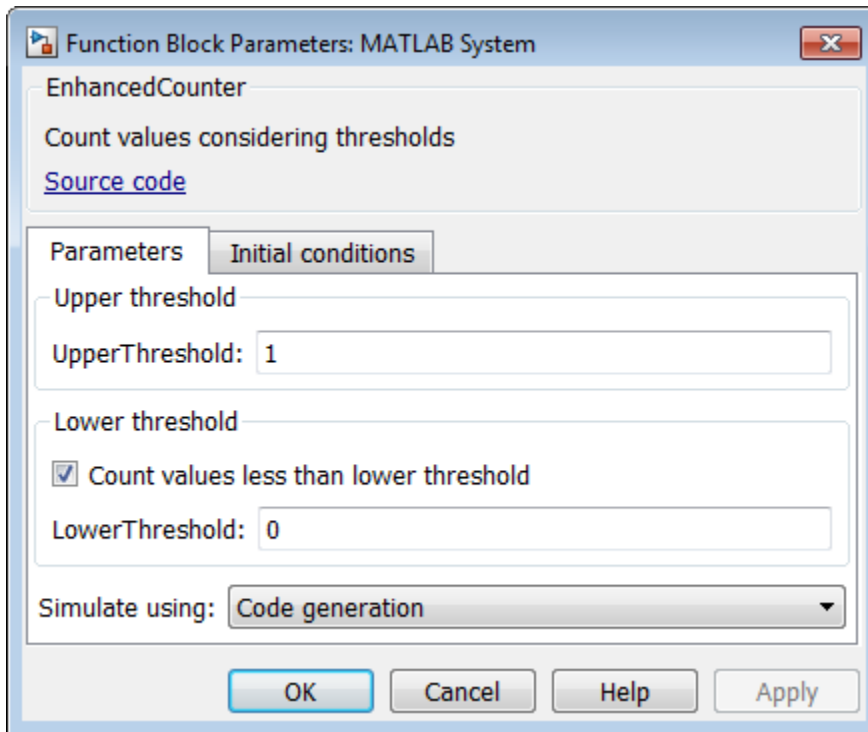 Function Block Parameters: MATLAB System
EnhancedCounter
Count values considering thresholds
Source code
Parameters Initial conditions
Upper threshold
UpperThreshold: 1
Lower threshold
Count values less than lower threshold
LowerThreshold: 0
Simulate using: Code generation
OK Cancel Help Apply